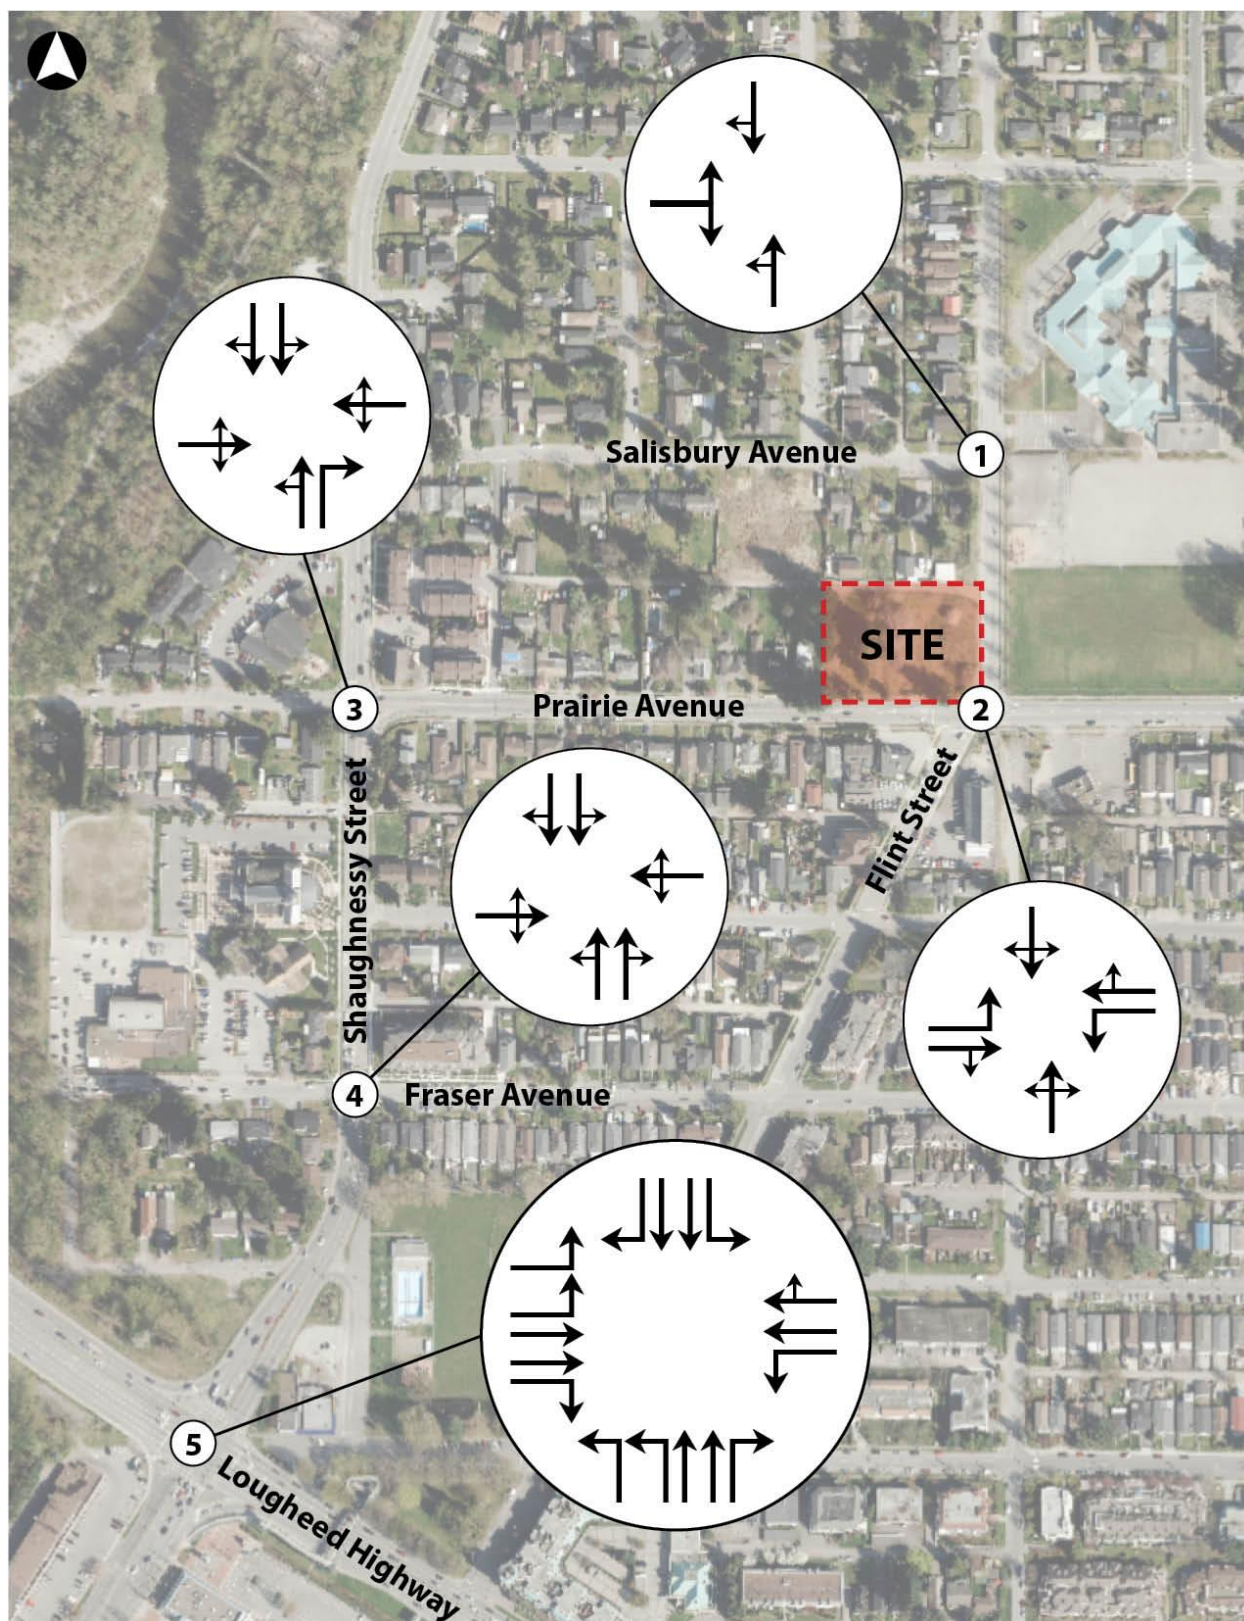 Salisbury Avenue
1
SITE
3
Prairie Avenue
2
Shaughnessy Street
Flint Street
4
Fraser Avenue
5
Lougheed Highway